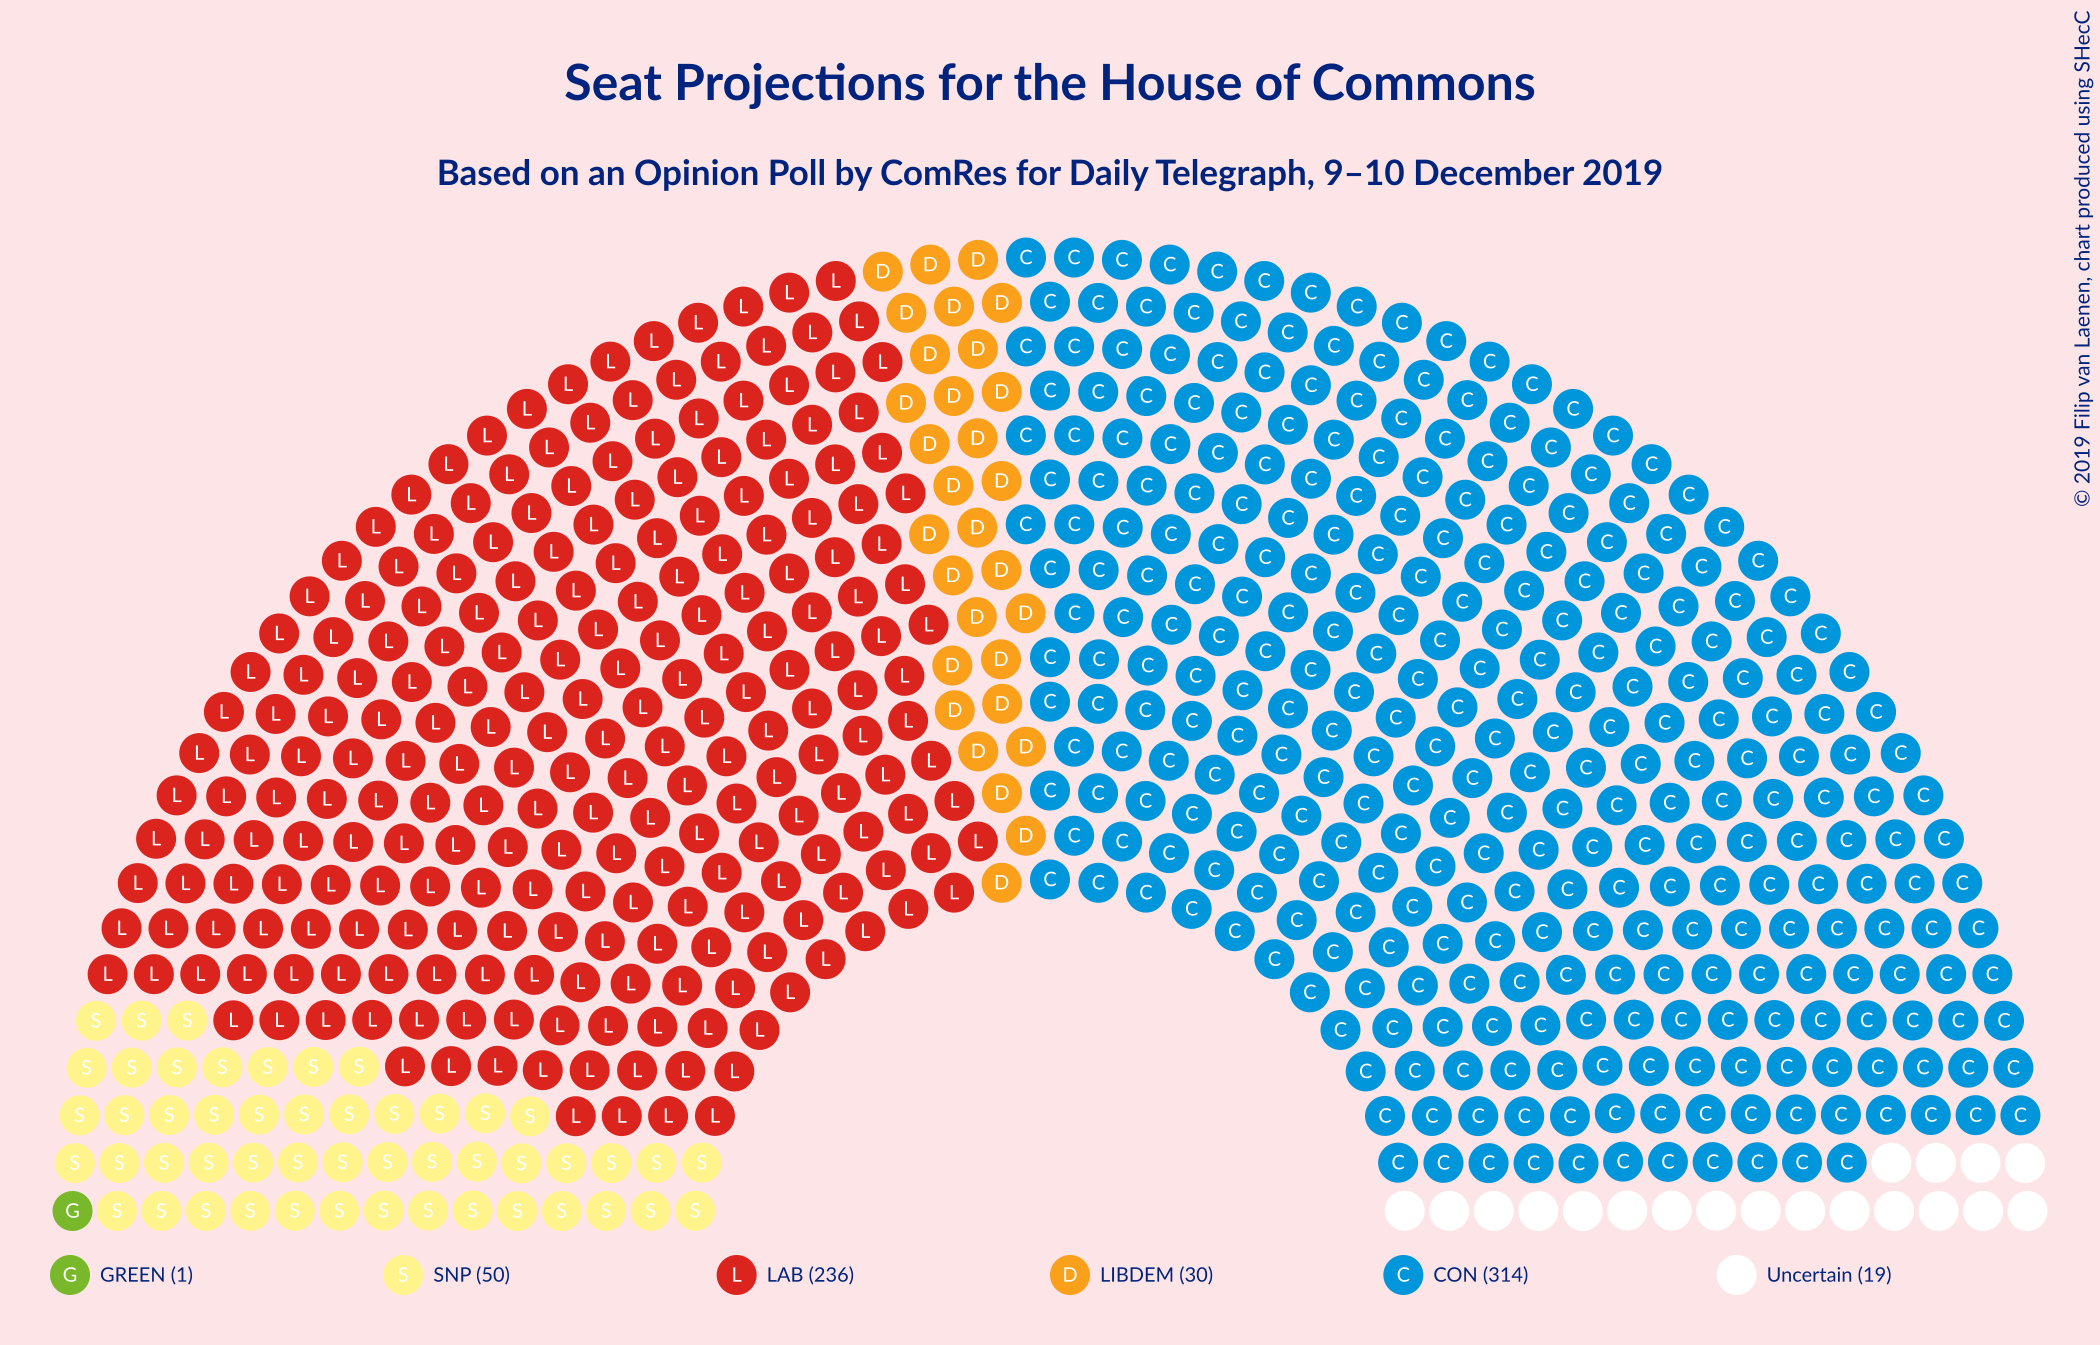 Seat Projections for the House of Commons
Based on an Opinion Poll by ComRes for Daily Telegraph, 9–10 December 2019
© 2019 Filip van Laenen, chart produced using SHecC
G GREEN (1)
S SNP (50)
L LAB (236)
D LIBDEM (30)
C CON (314)
Uncertain (19)